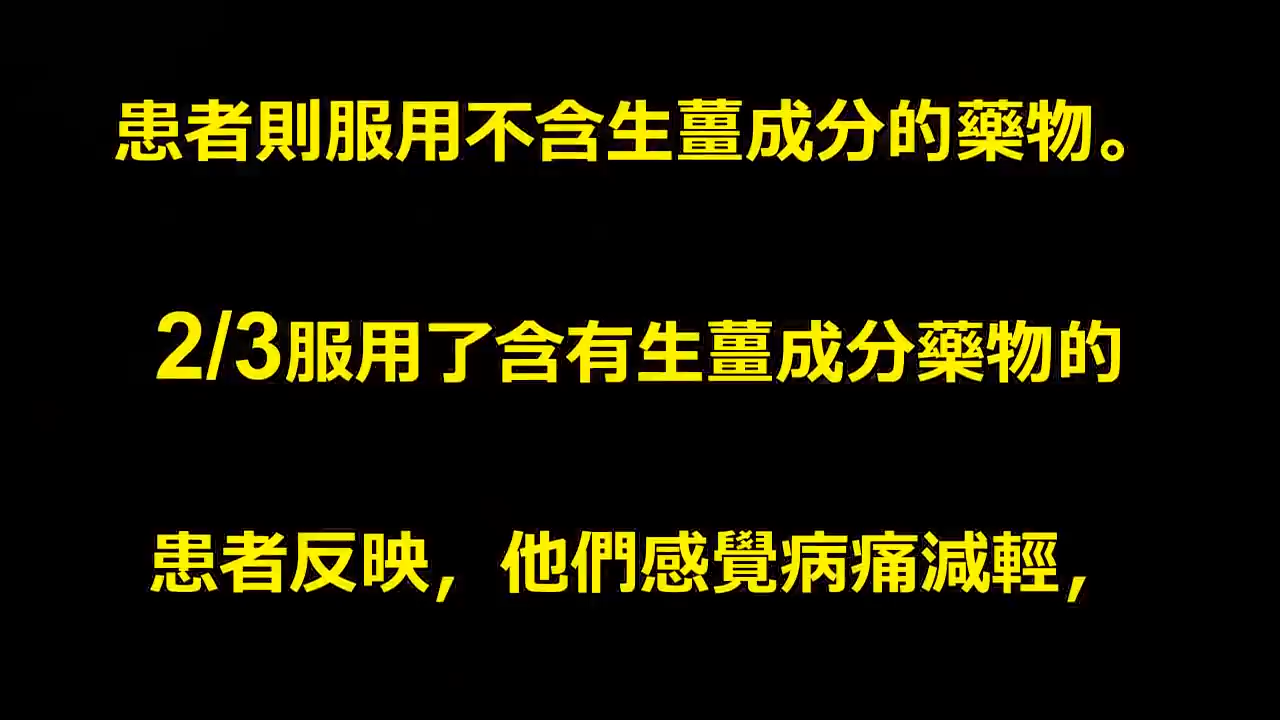 患者則服用不含生薑成分的藥物。
2/3服用了含有生薑成分藥物的
患者反映，他們感覺病痛減輕，